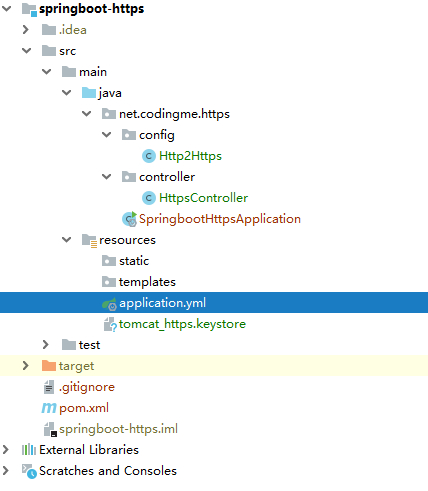 springboot-https
.idea
src
main
java
net.codingme.https
config
Http2Https
controller
HttpsController
SpringbootHttpsApplication
resources
static
templates
application.yml
tomcat_https.keystore
test
target
.gitignore
pom.xml
springboot-https.iml
External Libraries
Scratches and Consoles